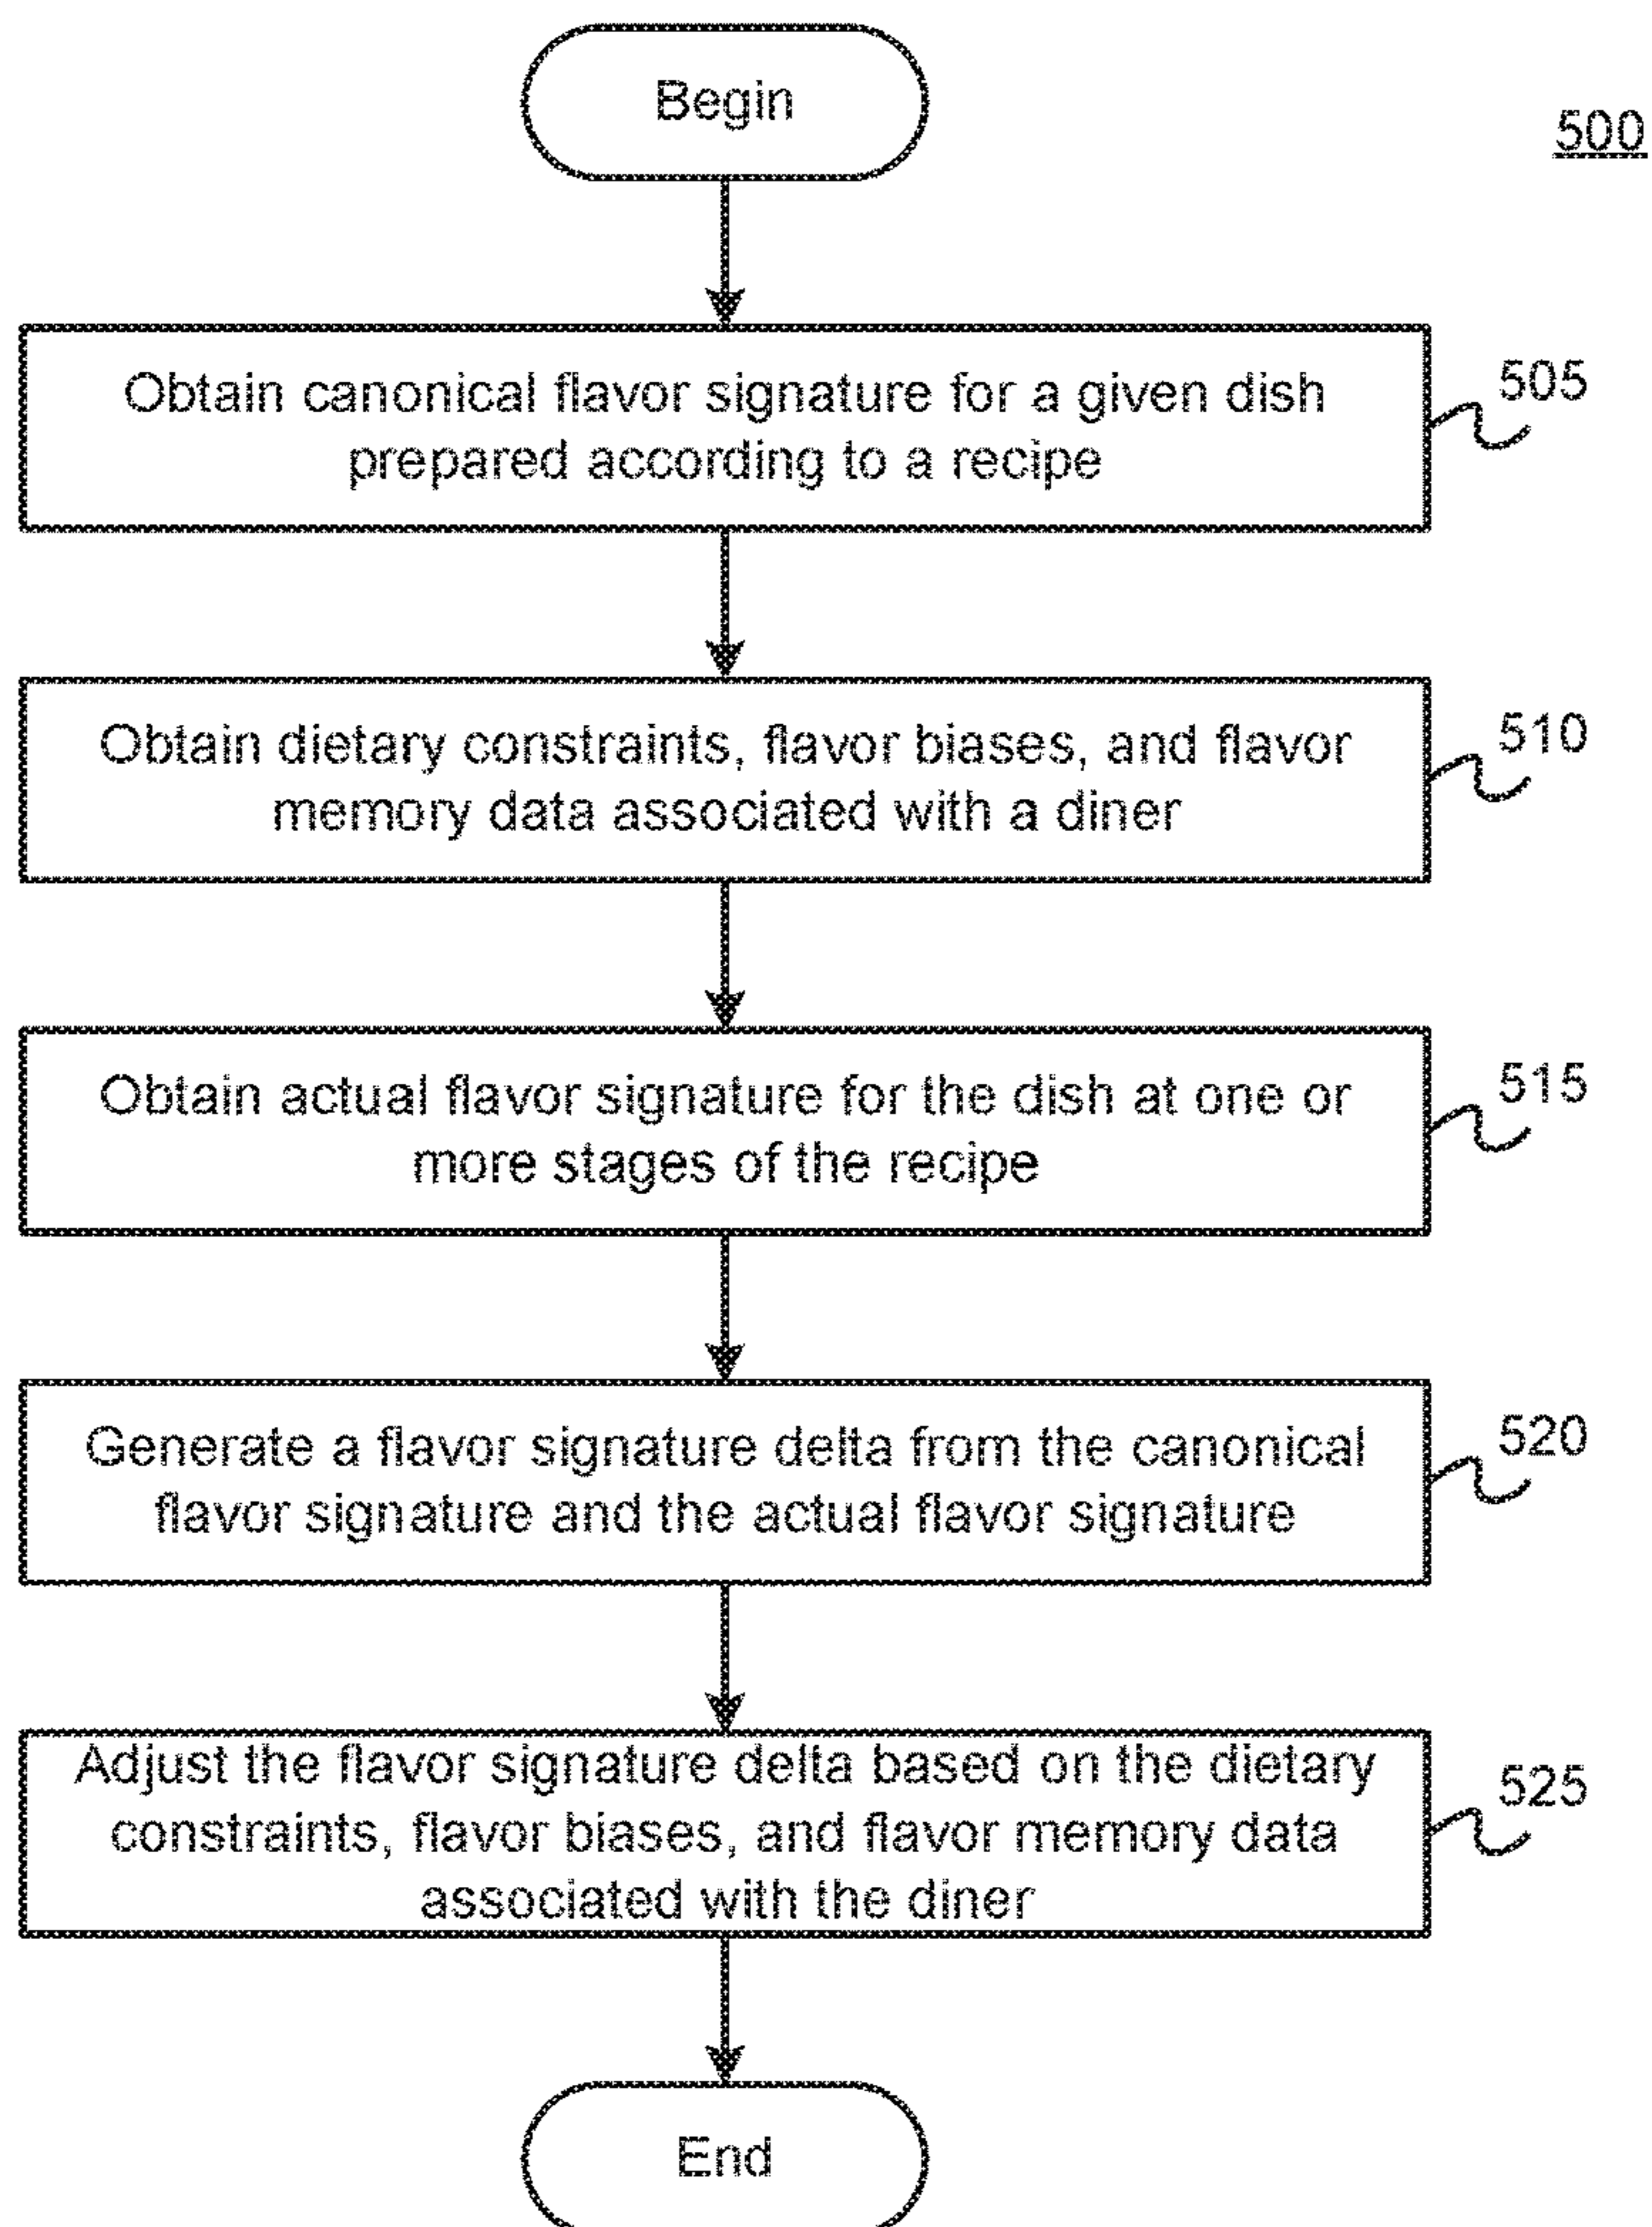 Begin
500
Obtain canonical flavor signature for a given dish
prepared according to a recipe
505
Obtain dietary constraints, flavor biases, and flavor
memory data associated with a diner
510
Obtain actual flavor signature for the dish at one or
more stages of the recipe
515
Generate a flavor signature delta from the canonical
flavor signature and the actual flavor signature
520
Adjust the flavor signature delta based on the dietary
constraints, flavor biases, and flavor memory data
associated with the diner
525
End